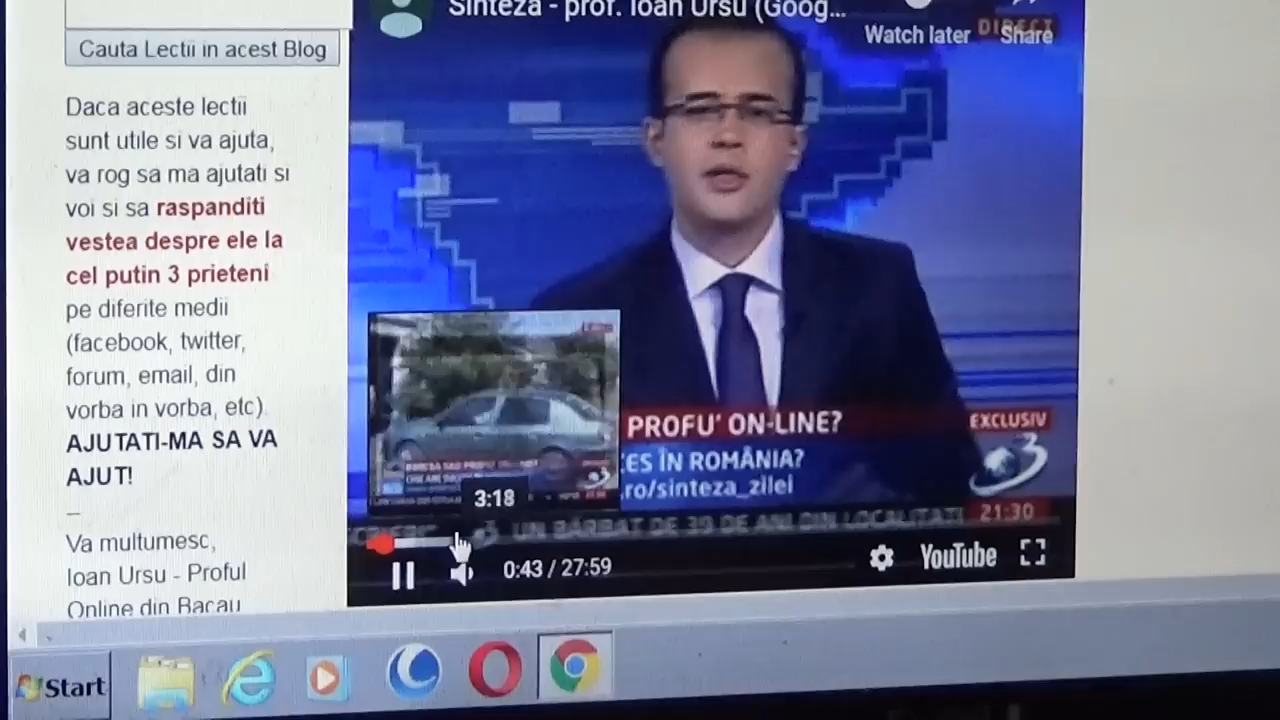 Sinteza - prof. Ioan Ursu (Goog...
Watch later
Share
DIRECT
Cauta Lectii in acest Blog
Daca aceste lectii
sunt utile si va ajuta,
va rog sa ma ajutati si
voi si sa raspanditi
vestea despre ele la
cel putin 3 prieteni
pe diferite medii
(facebook, twitter,
forum, email, din
vorba in vorba, etc)
AJUTATI-MA SA VA
AJUT!
_
Va multumesc,
Ioan Ursu - Proful
Online din Bacau
PROFU' ON-LINE?
EXCLUSIV
ES ÎN ROMÂNIA?
3
.ro/sinteza_zilei
3:18
UN BĂRBAT DE 39 DE ANI DIN LOCALITATE
21:30
0:43 / 27:59
YouTube
Start